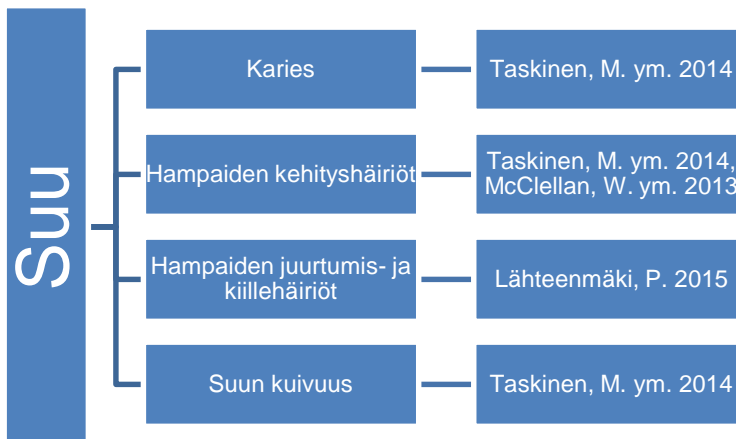 Suu
Karies
Taskinen, M. ym. 2014
Hampaiden kehityshäiriöt
Taskinen, M. ym. 2014,
McClellan, W. ym. 2013
Hampaiden juurtumis- ja
kiillehäiriöt
Lähteenmäki, P. 2015
Suun kuivuus
Taskinen, M. ym. 2014